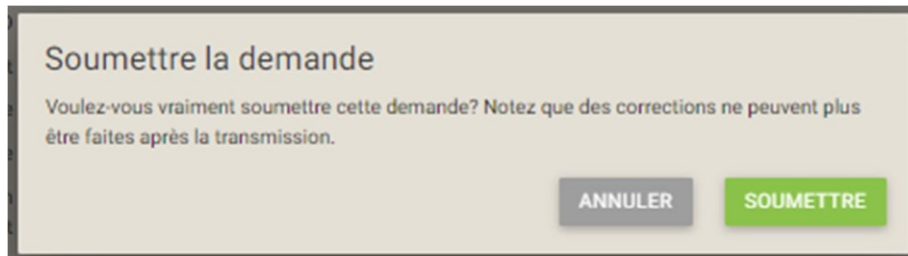 Soumettre la demande
Voulez-vous vraiment soumettre cette demande? Notez que des corrections ne peuvent plus
être faites après la transmission.
ANNULER SOUMETTRE